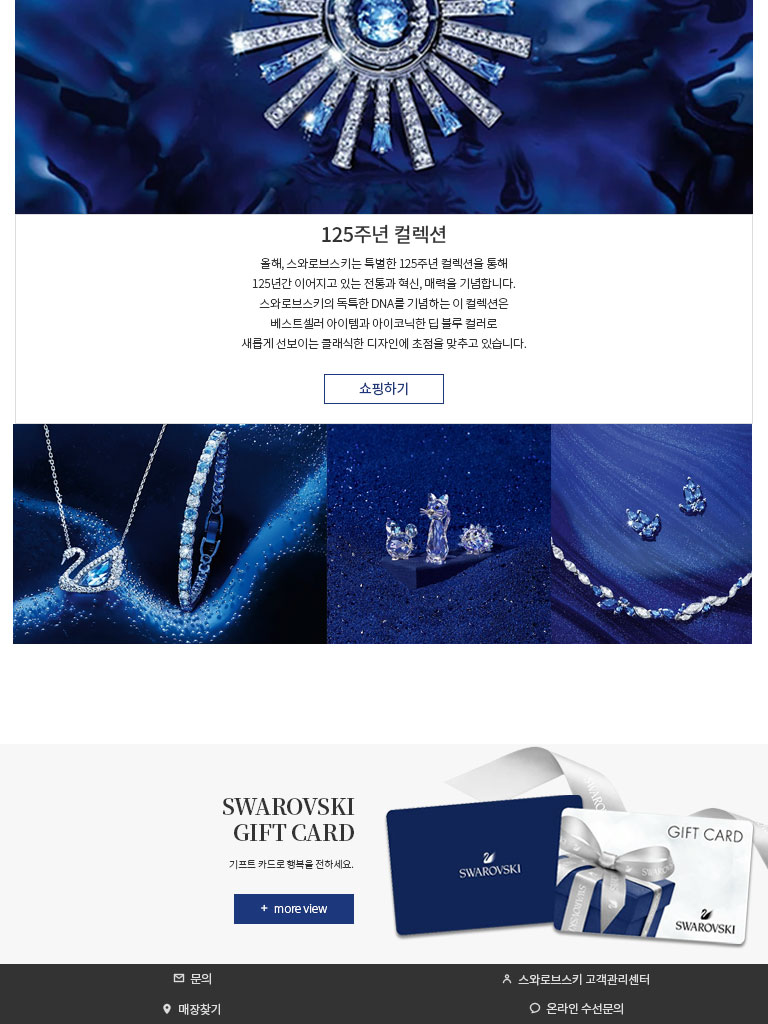 125주년 컬렉션
올해, 스와로브스키는 특별한 125주년 컬렉션을 통해
125년간 이어지고 있는 전통과 혁신, 매력을 기념합니다.
스와로브스키의 독특한 DNA를 기념하는 이 컬렉션은
베스트셀러 아이템과 아이코닉한 딥 블루 컬러로
새롭게 선보이는 클래식한 디자인에 초점을 맞추고 있습니다.
쇼핑하기
SWAROVSKI
GIFT CARD
기프트 카드로 행복을 전하세요.
+ more view
SWAROVSKI
GIFT CARD
SWAROVSKI
문의
스와로브스키 고객관리센터
매장찾기
온라인 수선문의